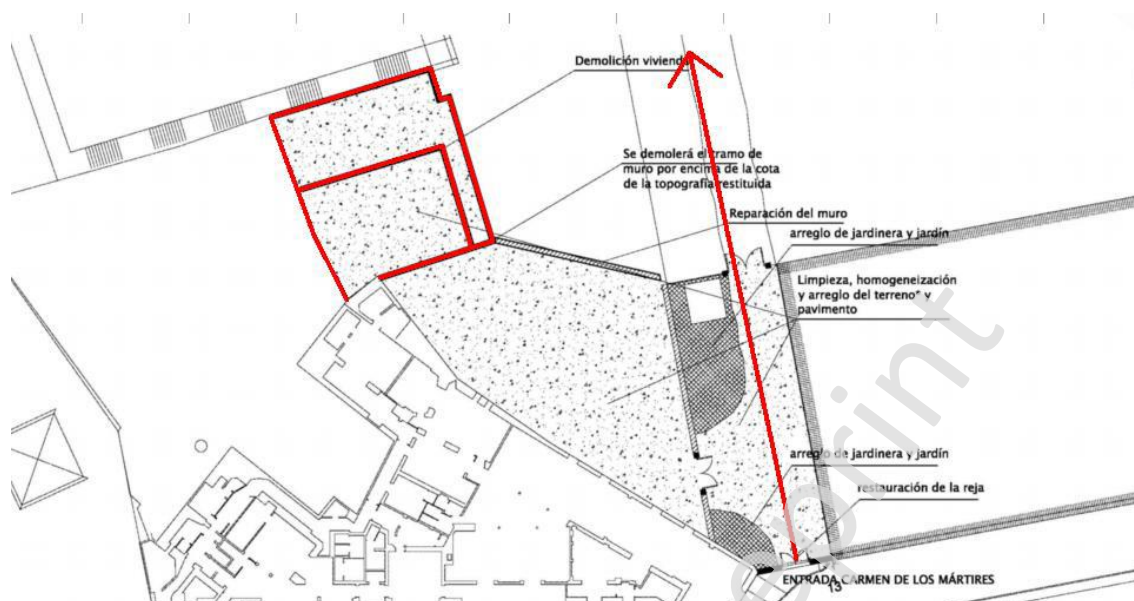 Demolición vivienda
Se demolerá el tramo de
muro por encima de la cota
de la topografía restituida
Reparación del muro
arreglo de jardinera y jardín
Limpieza, homogeneización
y arreglo del terreno" y
pavimento
arreglo de jardinera y jardín
restauración de la reja
ENTRADA CARMEN DE LOS MÁRTIRES
13
eprint